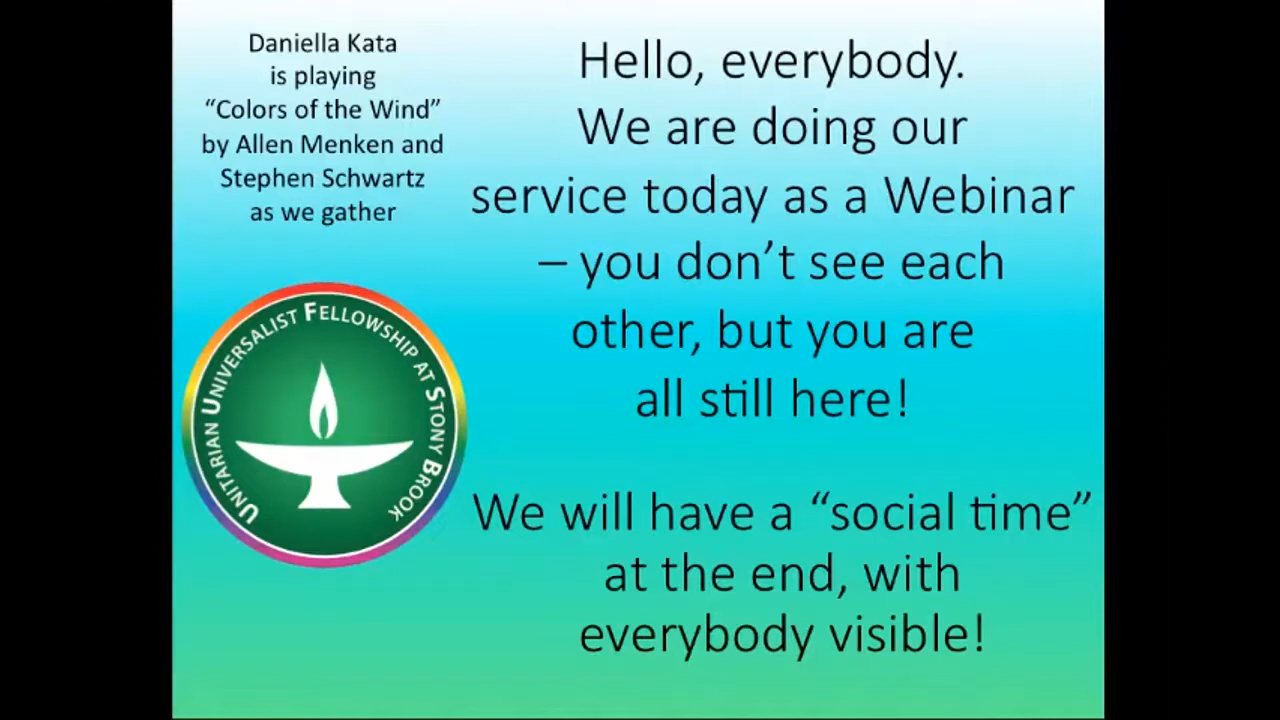 Daniella Kata
is playing
“Colors of the Wind”
by Allen Menken and
Stephen Schwartz
as we gather
UNITARIAN UNIVERSALIST FELLOWSHIP AT STONY BROOK
Hello, everybody.
We are doing our
service today as a Webinar
– you don’t see each
other, but you are
all still here!
We will have a “social time”
at the end, with
everybody visible!